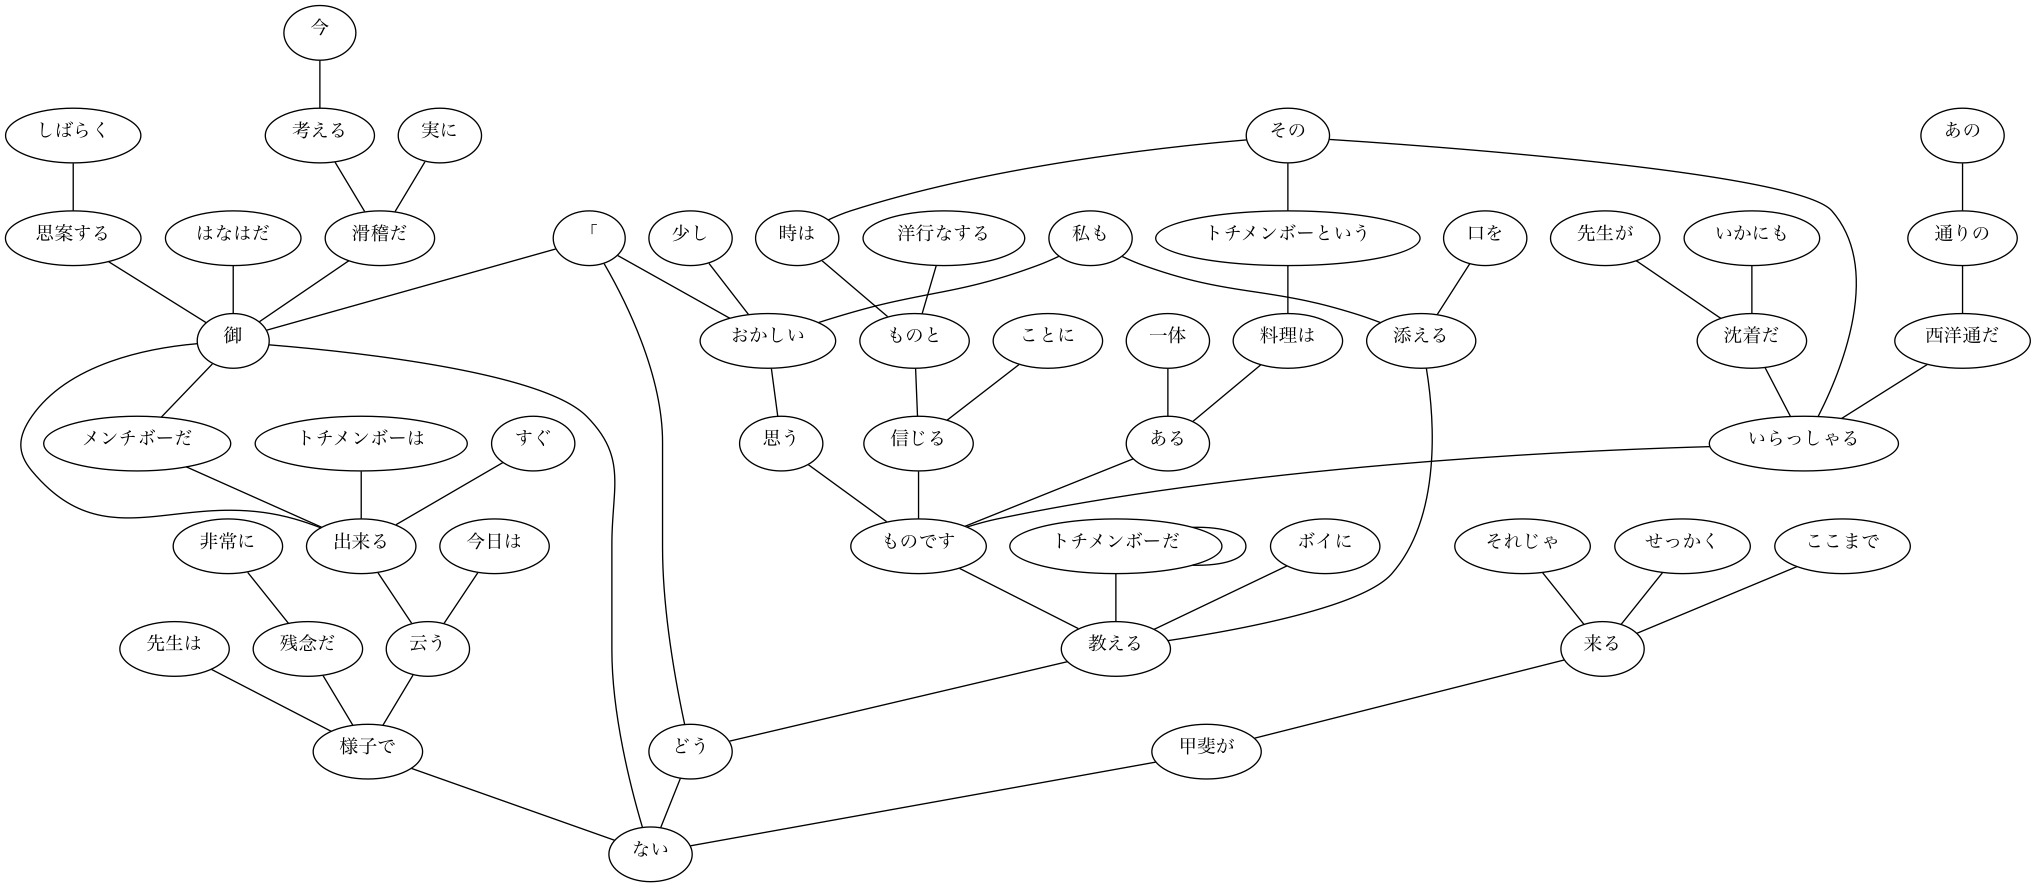 今
しばらく
考える
実に
その
あの
思案する
はなはだ
滑稽だ
「
少し
時は
洋行なする
私も
トチメンボーという
口を
先生が
いかにも
通りの
御
おかしい
ものと
ことに
一体
料理は
添える
沈着だ
西洋通だ
メンチボーだ
トチメンボーは
すぐ
思う
信じる
ある
いらっしゃる
非常に
出来る
今日は
ものです
トチメンボーだ
ボイに
それじゃ
せっかく
ここまで
先生は
残念だ
云う
教える
来る
様子で
どう
甲斐が
ない